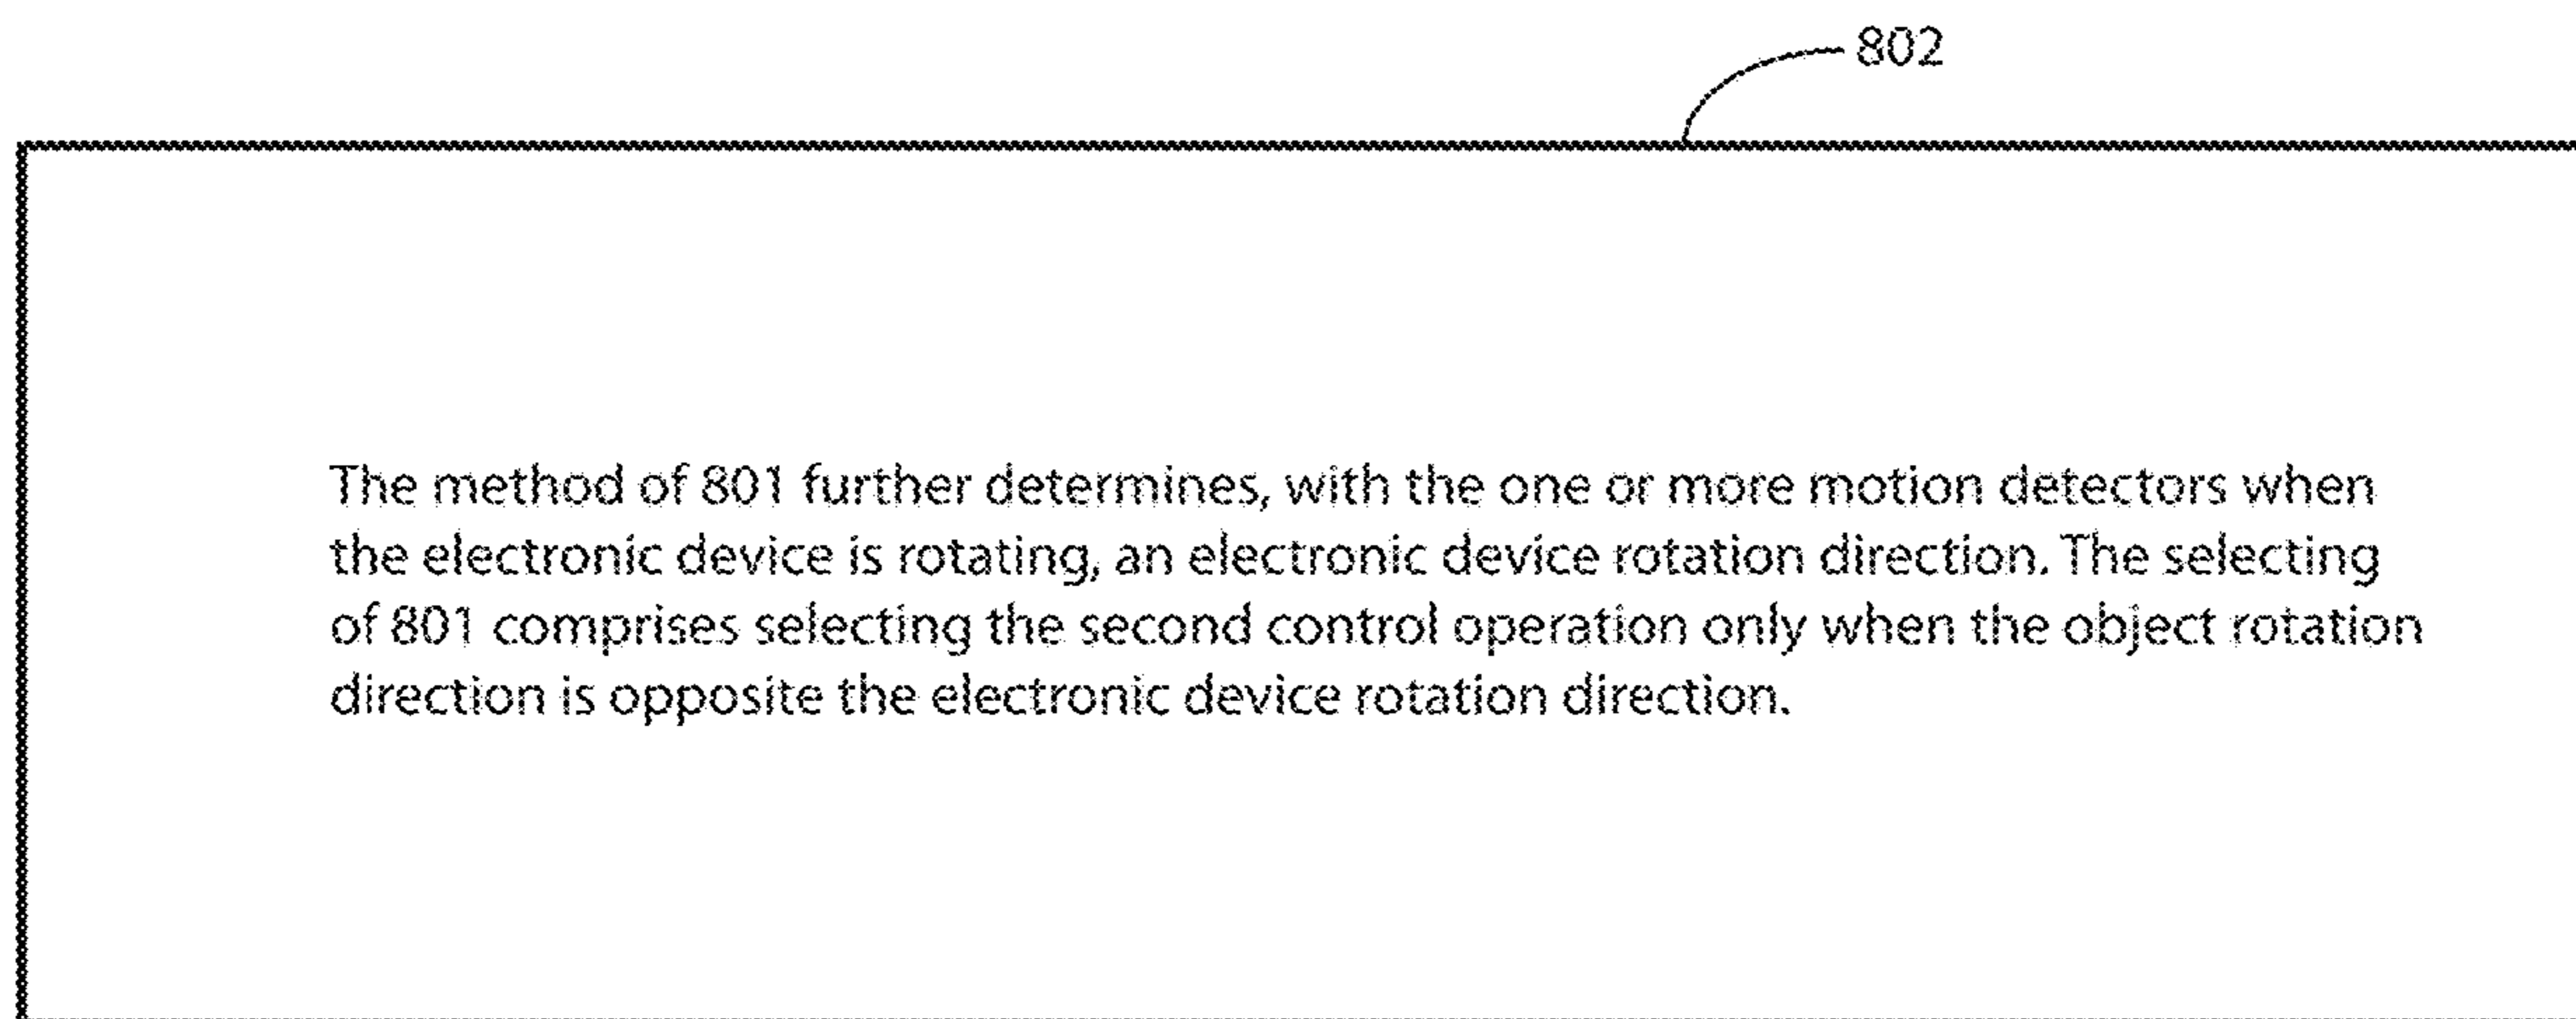 802
The method of 801 further determines, with the one or more motion detectors when
the electronic device is rotating, an electronic device rotation direction. The selecting
of 801 comprises selecting the second control operation only when the object rotation
direction is opposite the electronic device rotation direction.